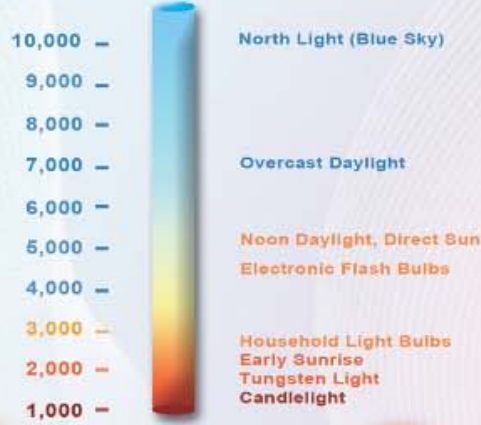 10,000 – North Light (Blue Sky)
9,000 –
8,000 –
7,000 – Overcast Daylight
6,000 –
5,000 – Noon Daylight, Direct Sun
Electronic Flash Bulbs
4,000 –
3,000 –
Household Light Bulbs
Early Sunrise
2,000 –
Tungsten Light
Candlelight
1,000 –